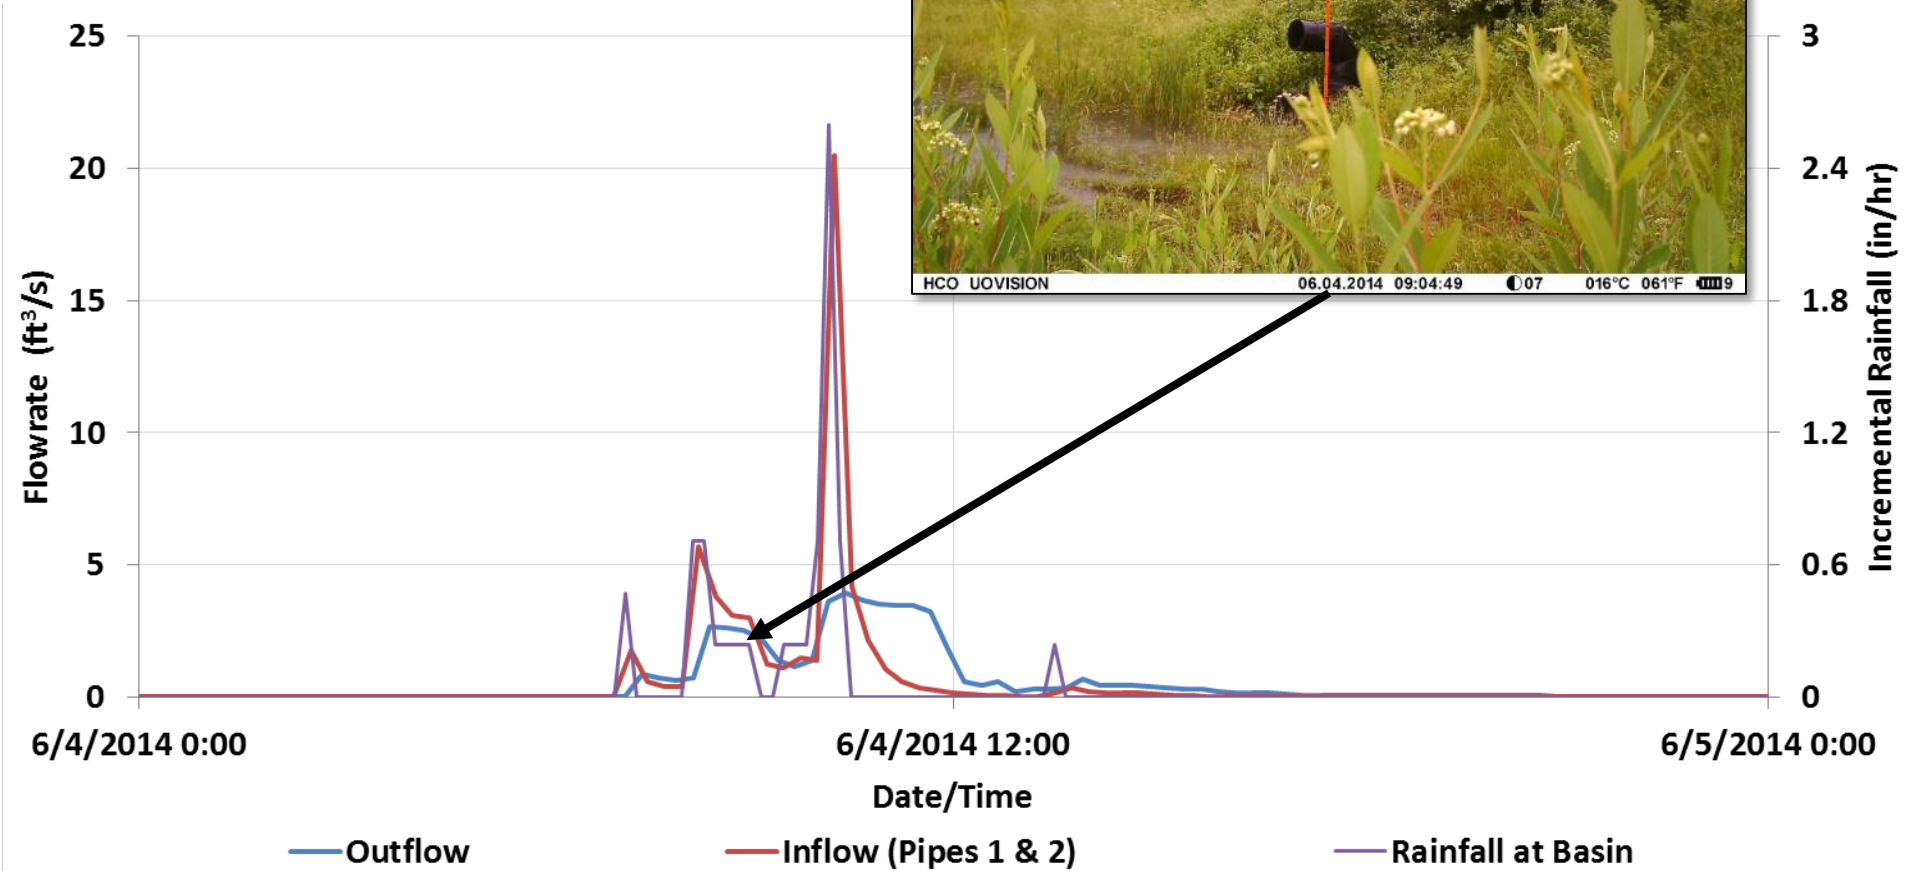 25
20
15
10
5
0
Flowrate (ft³/s)
3
2.4
1.8
1.2
0.6
0
Incremental Rainfall (in/hr)
HCO UOVISION 06.04.2014 09:04:49 07 016°C 061°F 9
6/4/2014 0:00 6/4/2014 12:00 6/5/2014 0:00
Date/Time
Outflow Inflow (Pipes 1 & 2) Rainfall at Basin